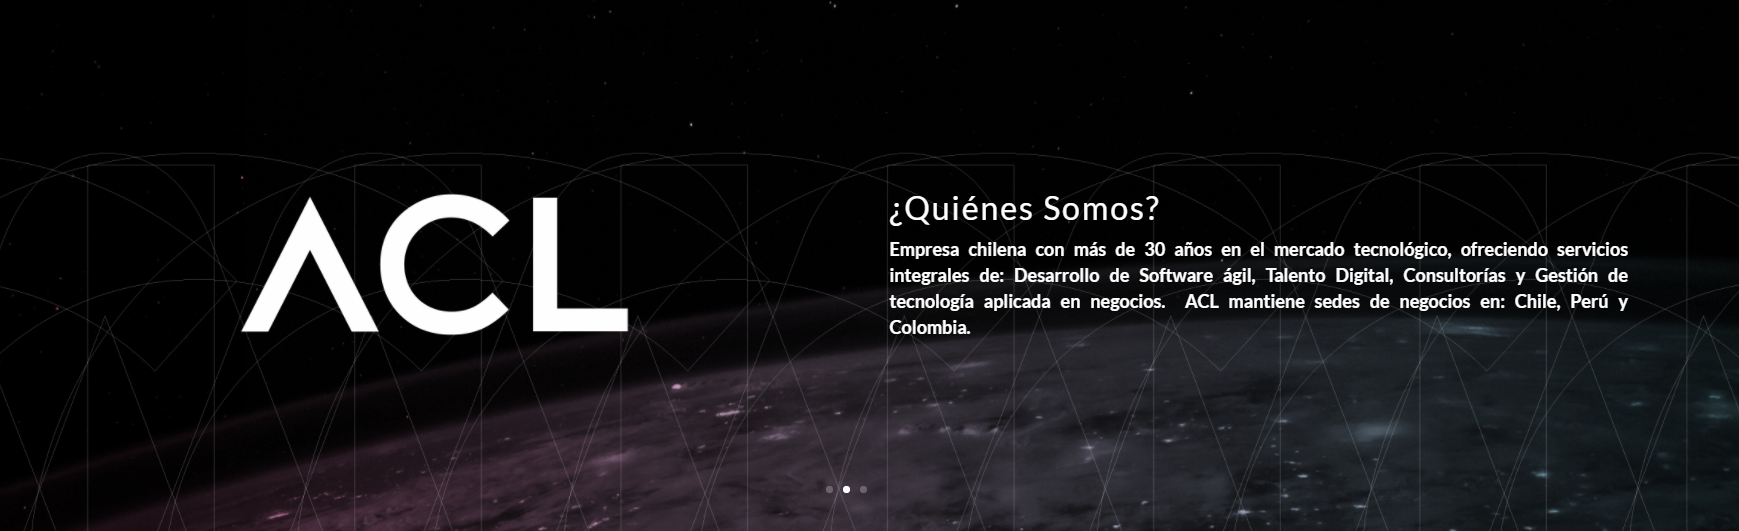 ACL
¿Quiénes Somos?
Empresa chilena con más de 30 años en el mercado tecnológico, ofreciendo servicios
integrales de: Desarrollo de Software ágil, Talento Digital, Consultorías y Gestión de
tecnología aplicada en negocios. ACL mantiene sedes de negocios en: Chile, Perú y
Colombia.